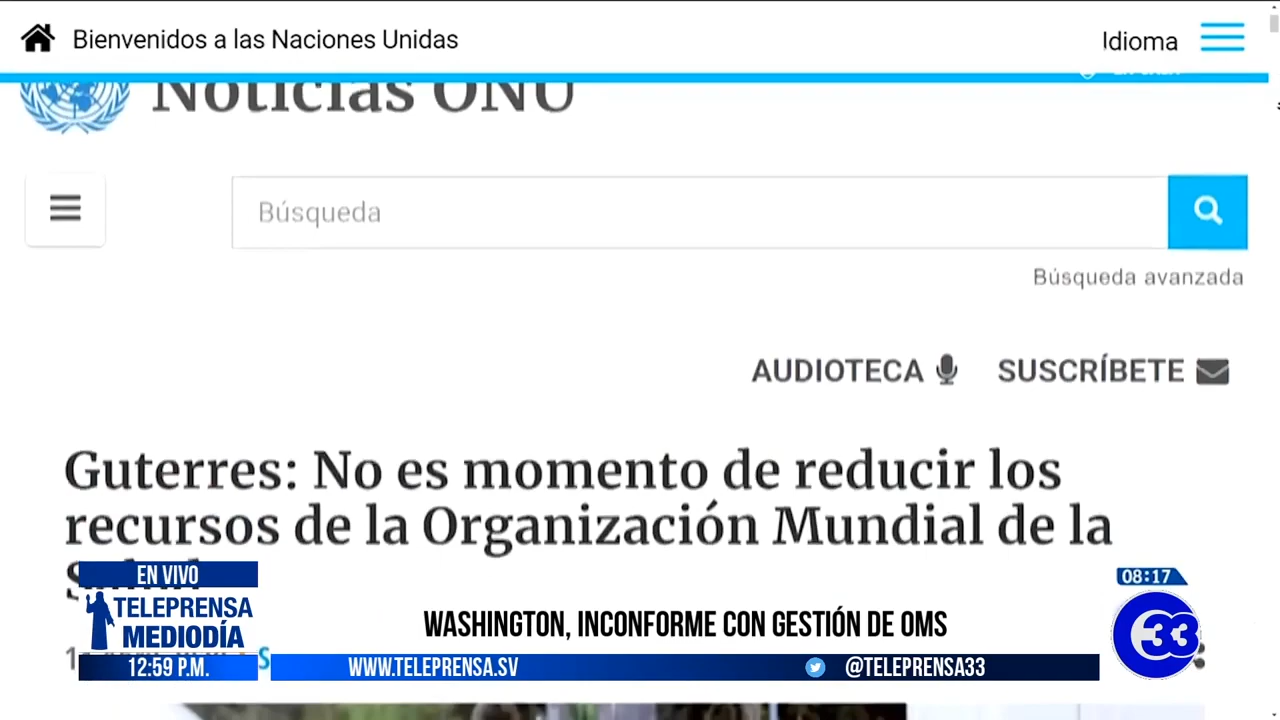 Bienvenidos a las Naciones Unidas
Idioma
Noticias ONU
Búsqueda
Búsqueda avanzada
AUDIOTECA
SUSCRÍBETE
Guterres: No es momento de reducir los
recursos de la Organización Mundial de la
EN VIVO
08:17
TELEPRENSA
MEDIODÍA
WASHINGTON, INCONFORME CON GESTIÓN DE OMS
33
12:59 P.M.
WWW.TELEPRENSA.SV
@TELEPRENSA33